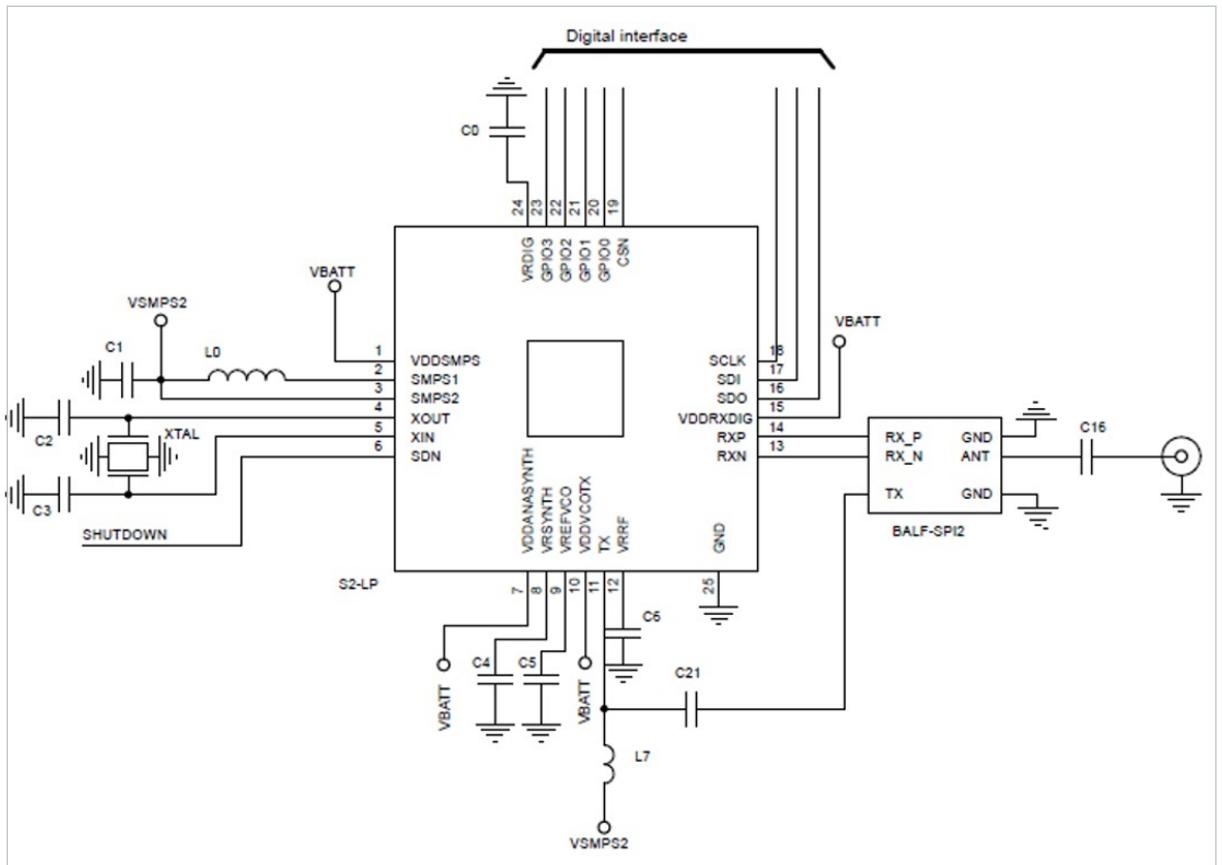 Digital interface
C0
24
23
22
21
20
19
VRDIG
GPIO3
GPIO2
GPIO1
GPIO0
CSN
VBATT
VSMPS2
C1
L0
1
2
3
4
5
6
VDDSMPS
SMPS1
SMPS2
XOUT
XIN
SDN
C2
XTAL
C3
SHUTDOWN
VBATT
SCLK
SDI
SDO
VDDRXDIG
RXP
RXN
18
17
16
15
14
13
RX_P
RX_N
TX
GND
ANT
GND
BALF-SPI2
C16
VDDANASYNTH
VRSYNTH
VREFVCO
VDDVCOTX
TX
VRRF
GND
S2-LP
7
8
9
10
11
12
25
VBATT
C4
C5
VBATT
C6
C21
L7
VSMPS2